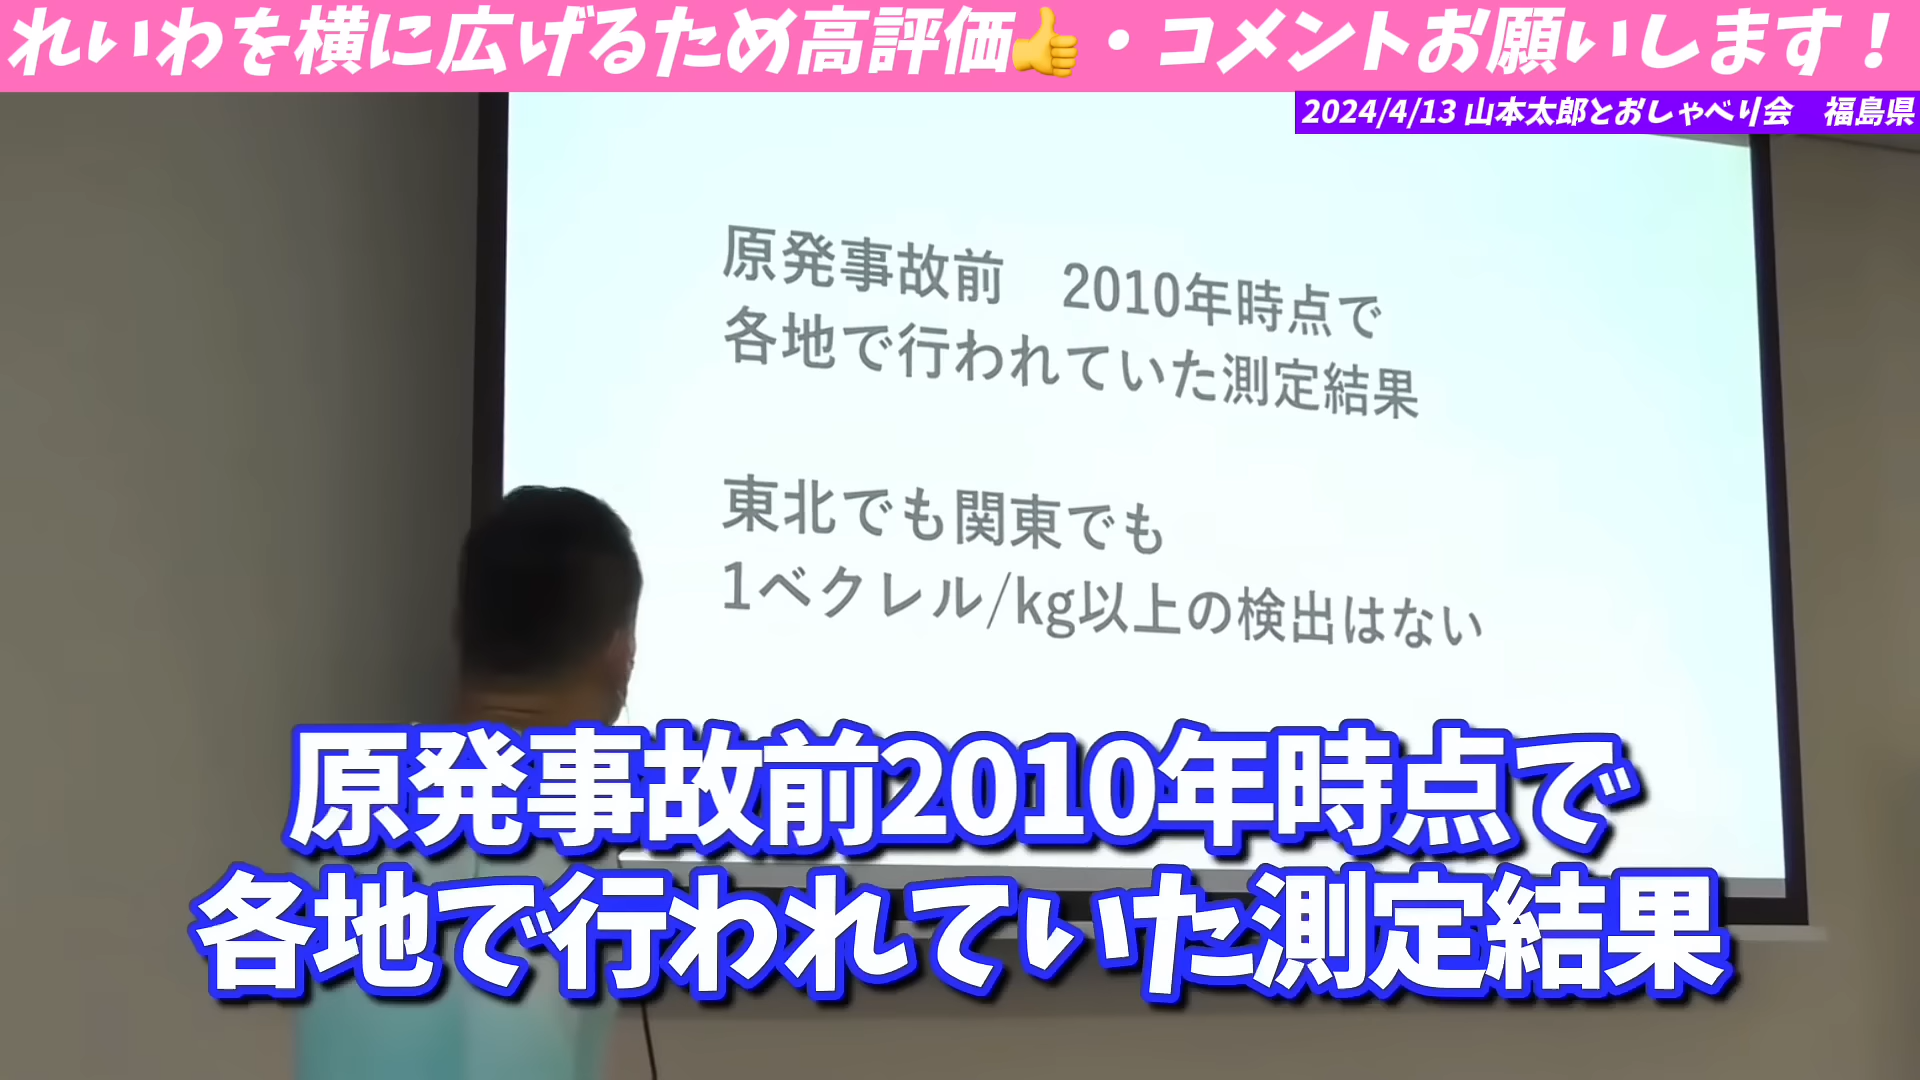 れいわを横に広げるため高評価👍・コメントお願いします！
2024/4/13 山本太郎とおしゃべり会　福島県
原発事故前　2010年時点で
各地で行われていた測定結果
東北でも関東でも
1ベクレル/kg以上の検出はない
原発事故前2010年時点で
各地で行われていた測定結果